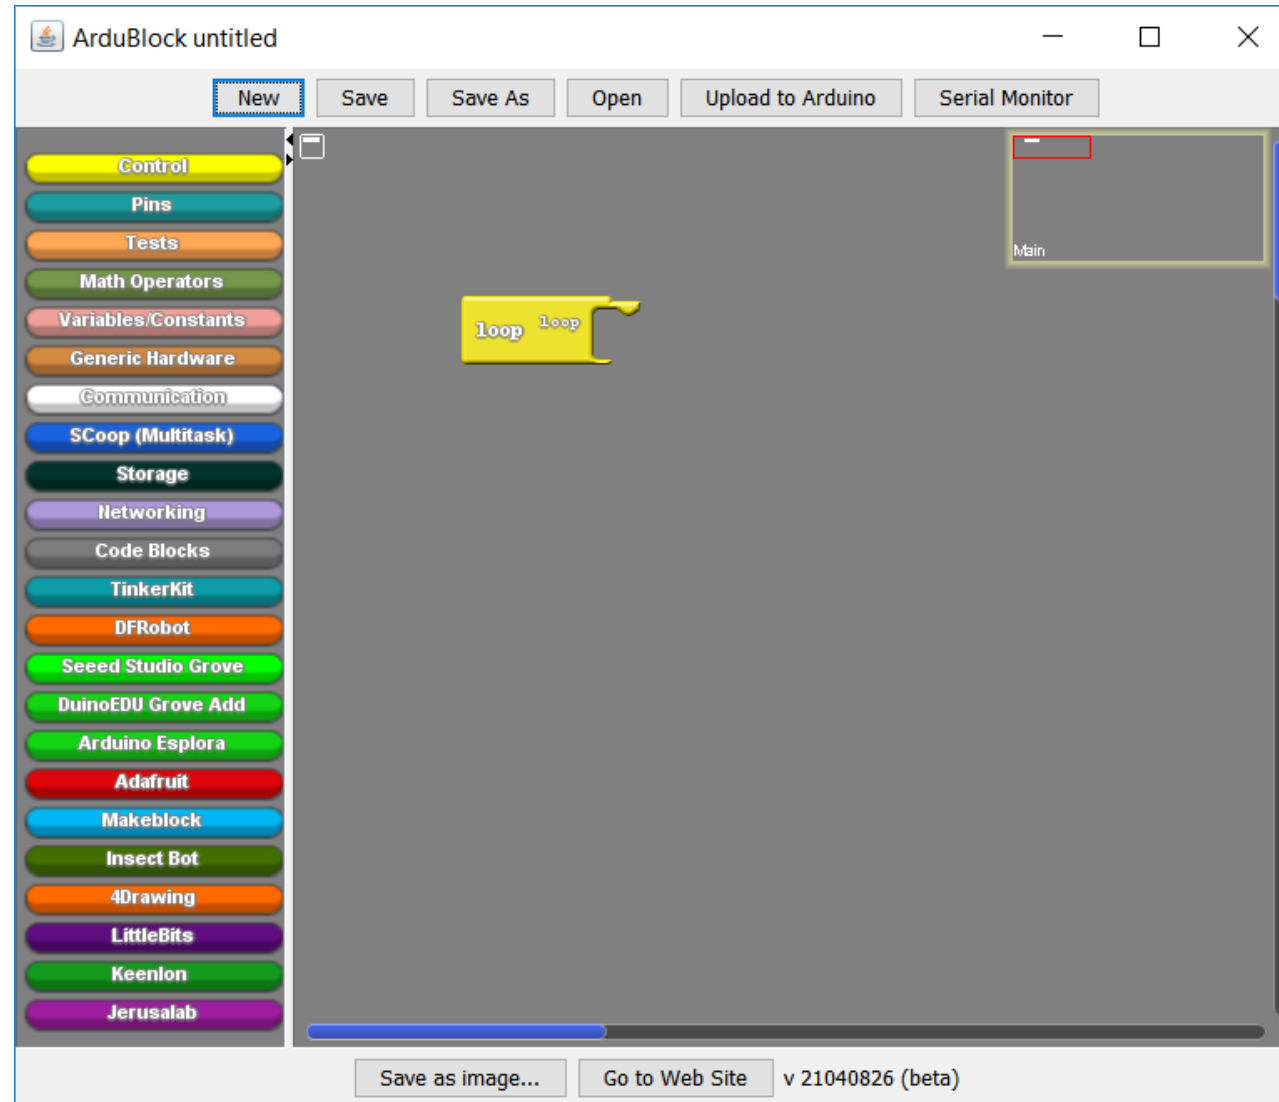 ArduBlock untitled
New Save Save As Open Upload to Arduino Serial Monitor
Control
Pins
Tests
Math Operators
Variables/Constants
Generic Hardware
Communication
SCoop (Multitask)
Storage
Networking
Code Blocks
TinkerKit
DFRobot
Seeed Studio Grove
DuinoEDU Grove Add
Arduino Esplora
Adafruit
Makeblock
Insect Bot
4Drawing
LittleBits
Keenlon
Jerusalab
loop loop
Main
Save as image... Go to Web Site v 21040826 (beta)